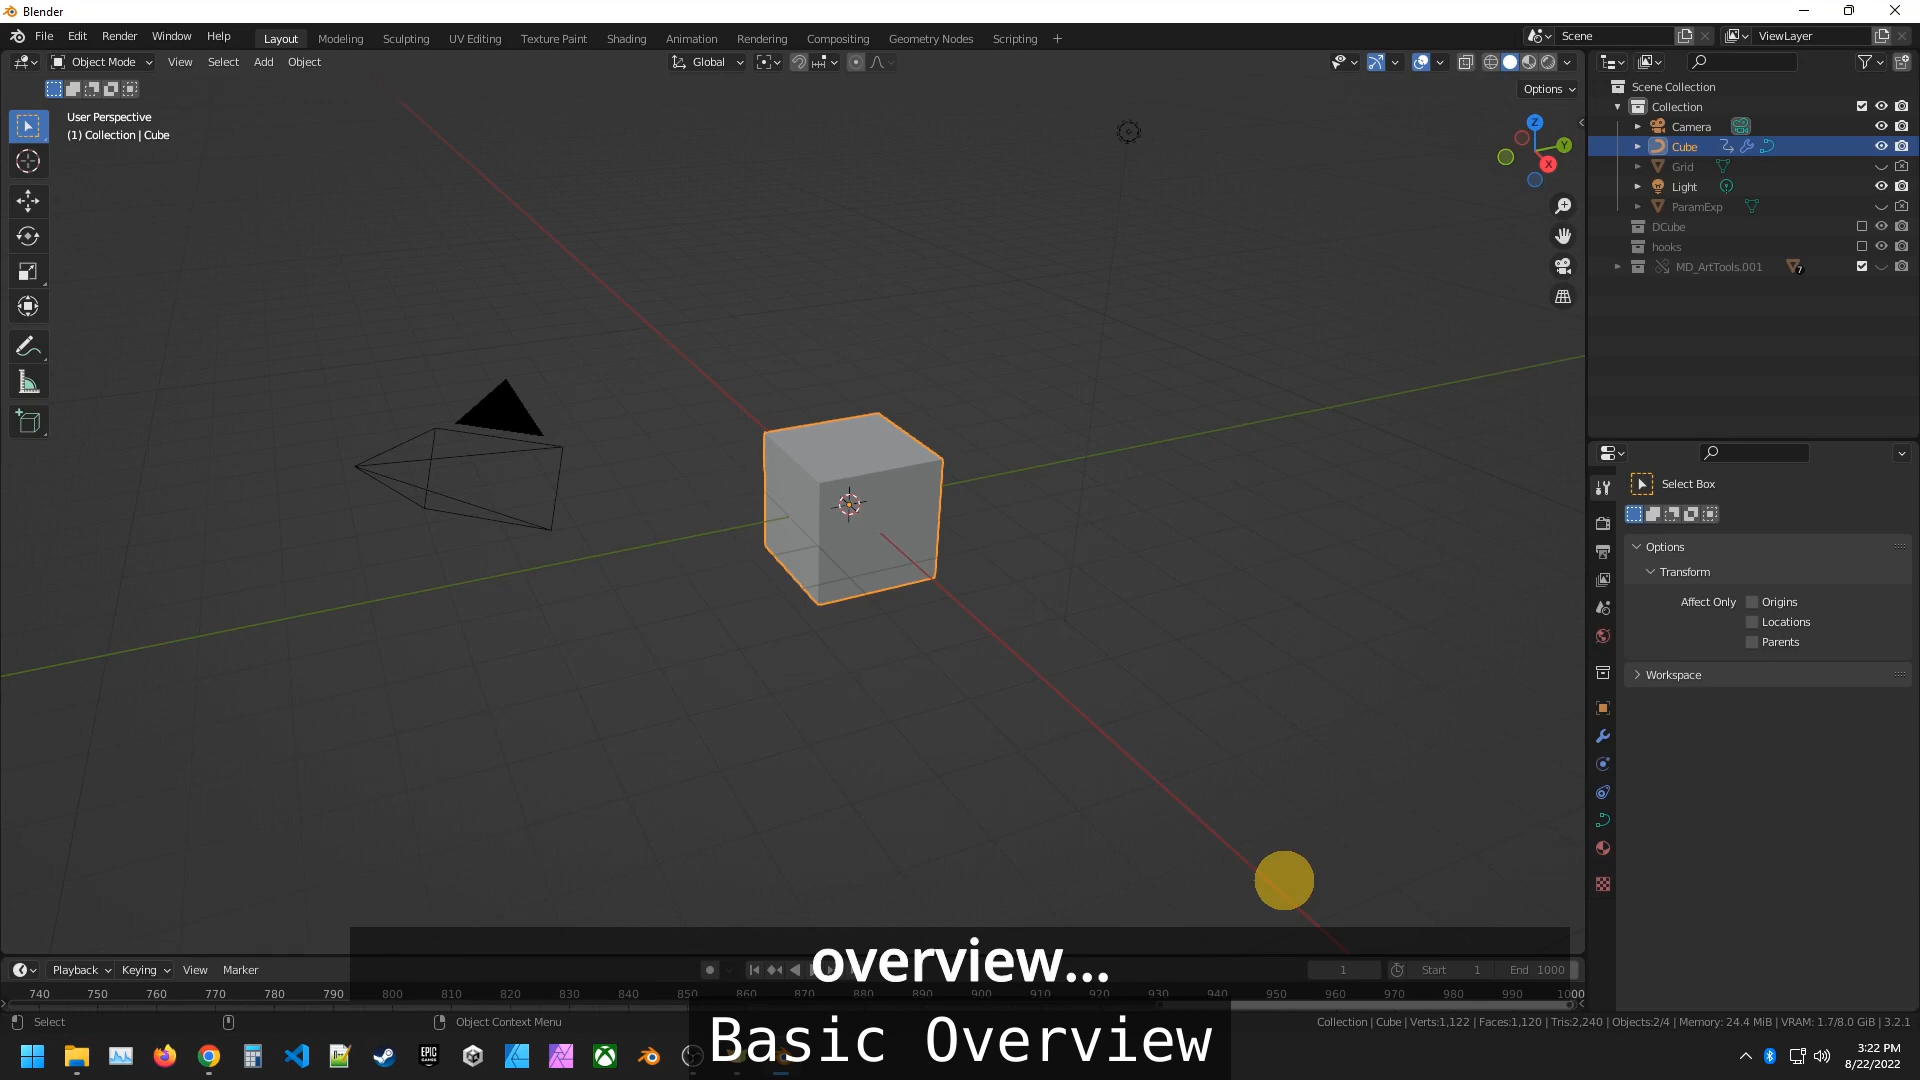 Blender
File Edit Render Window Help
Layout Modeling Sculpting UV Editing Texture Paint Shading Animation Rendering Compositing Geometry Nodes Scripting +
Scene
ViewLayer
Object Mode View Select Add Object
Global
Options
User Perspective
(1) Collection | Cube
Z
Y
X
Scene Collection
Collection
Camera
Cube
Grid
Light
ParamExp
DCube
hooks
MD_ArtTools.001
7
Select Box
Options
Transform
Affect Only Origins
Locations
Parents
Workspace
overview...
Playback Keying View Marker
1 Start 1 End 1000
740 750 760 770 780 790 800 810 820 830 840 850 860 870 880 890 900 910 920 930 940 950 960 970 980 990 1000
Select
Object Context Menu
Collection | Cube | Verts:1,122 | Faces:1,120 | Tris:2,240 | Objects:2/4 | Memory: 24.4 MiB | VRAM: 1.7/8.0 GiB | 3.2.1
Basic Overview
EPIC
GAMES
3:22 PM
8/22/2022